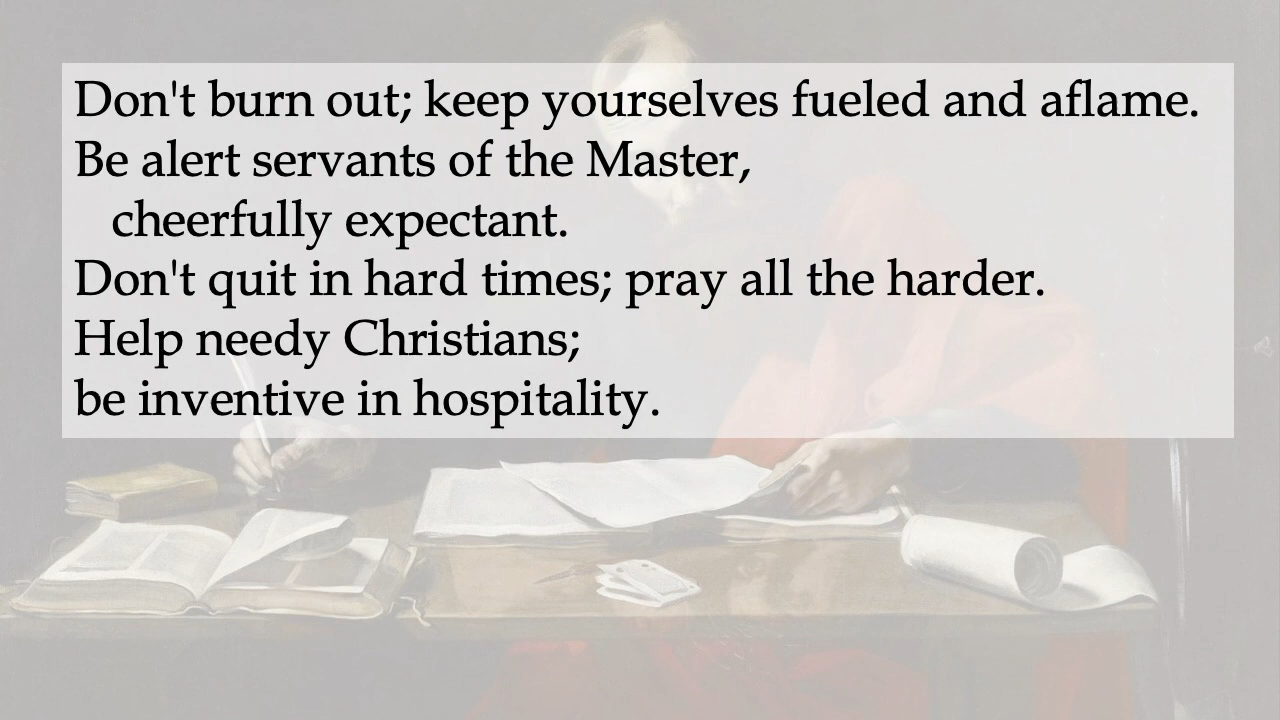 Don't burn out; keep yourselves fueled and aflame.
Be alert servants of the Master,
cheerfully expectant.
Don't quit in hard times; pray all the harder.
Help needy Christians;
be inventive in hospitality.